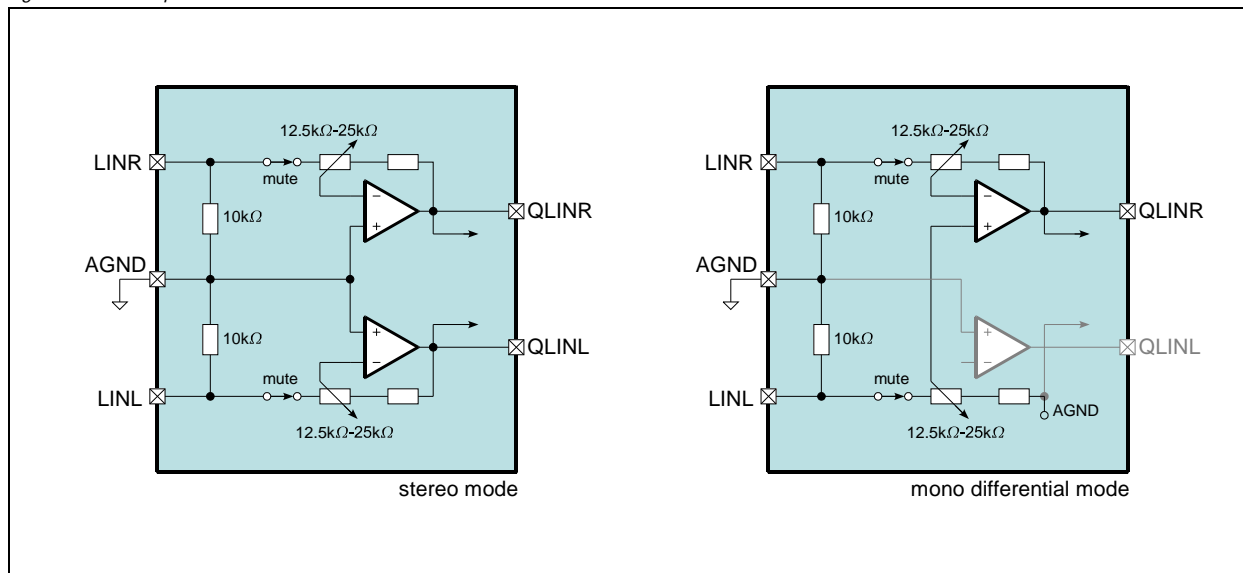 12.5kΩ-25kΩ
LINR
mute
10kΩ
QLINR
AGND
10kΩ
QLINL
mute
LINL
12.5kΩ-25kΩ
stereo mode
12.5kΩ-25kΩ
LINR
mute
10kΩ
QLINR
AGND
10kΩ
QLINL
mute
LINL
AGND
12.5kΩ-25kΩ
mono differential mode